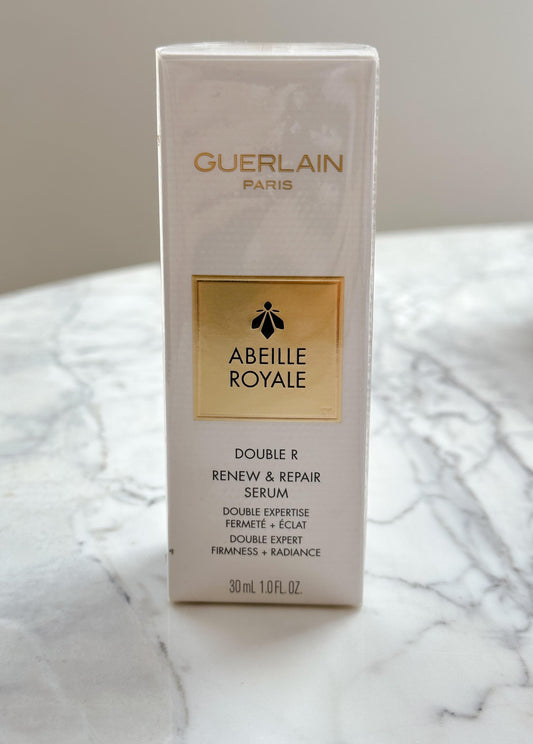 GUERLAIN
PARIS
ABEILLE
ROYALE
DOUBLE R
RENEW & REPAIR
SERUM
DOUBLE EXPERTISE
FERMETÉ + ÉCLAT
DOUBLE EXPERT
FIRMNESS + RADIANCE
30 mL 1.0 FL. OZ.